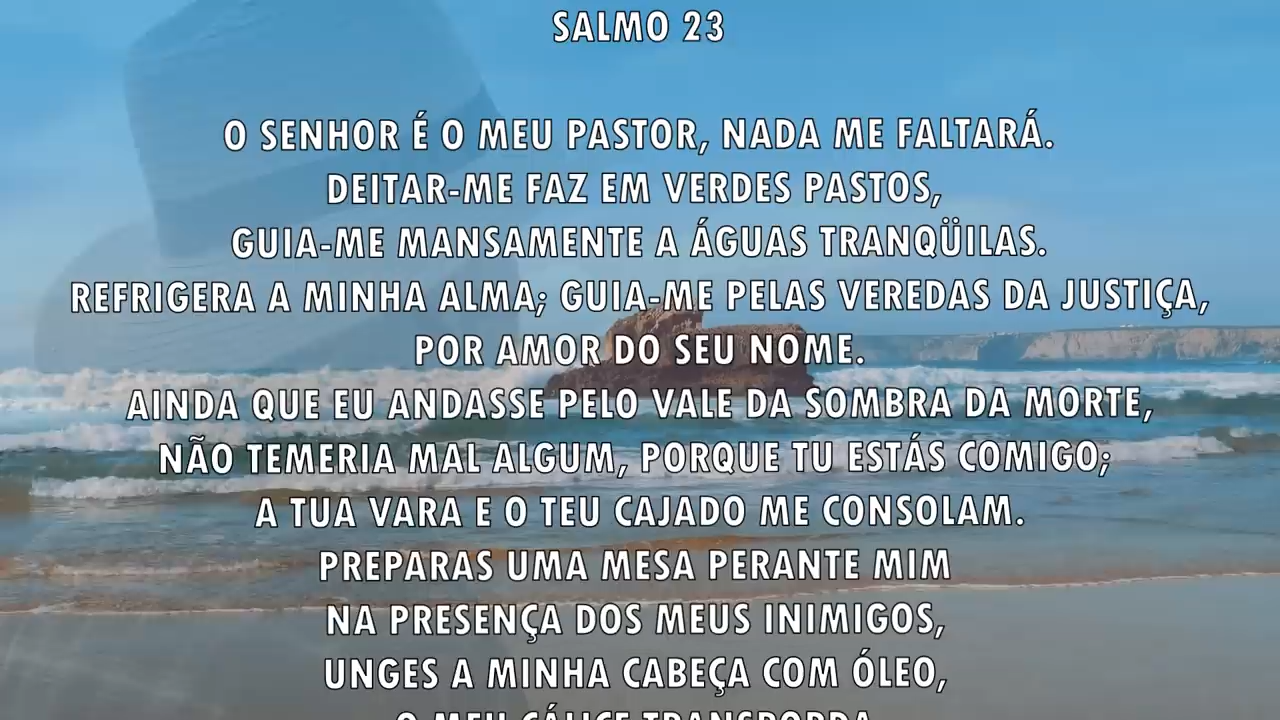 SALMO 23
O SENHOR É O MEU PASTOR, NADA ME FALTARÁ.
DEITAR-ME FAZ EM VERDES PASTOS,
GUIA-ME MANSAMENTE A ÁGUAS TRANQÜILAS.
REFRIGERA A MINHA ALMA; GUIA-ME PELAS VEREDAS DA JUSTIÇA,
POR AMOR DO SEU NOME.
AINDA QUE EU ANDASSE PELO VALE DA SOMBRA DA MORTE,
NÃO TEMERIA MAL ALGUM, PORQUE TU ESTÁS COMIGO;
A TUA VARA E O TEU CAJADO ME CONSOLAM.
PREPARAS UMA MESA PERANTE MIM
NA PRESENÇA DOS MEUS INIMIGOS,
UNGES A MINHA CABEÇA COM ÓLEO,
O MEU CÁLICE TRANSBORDA